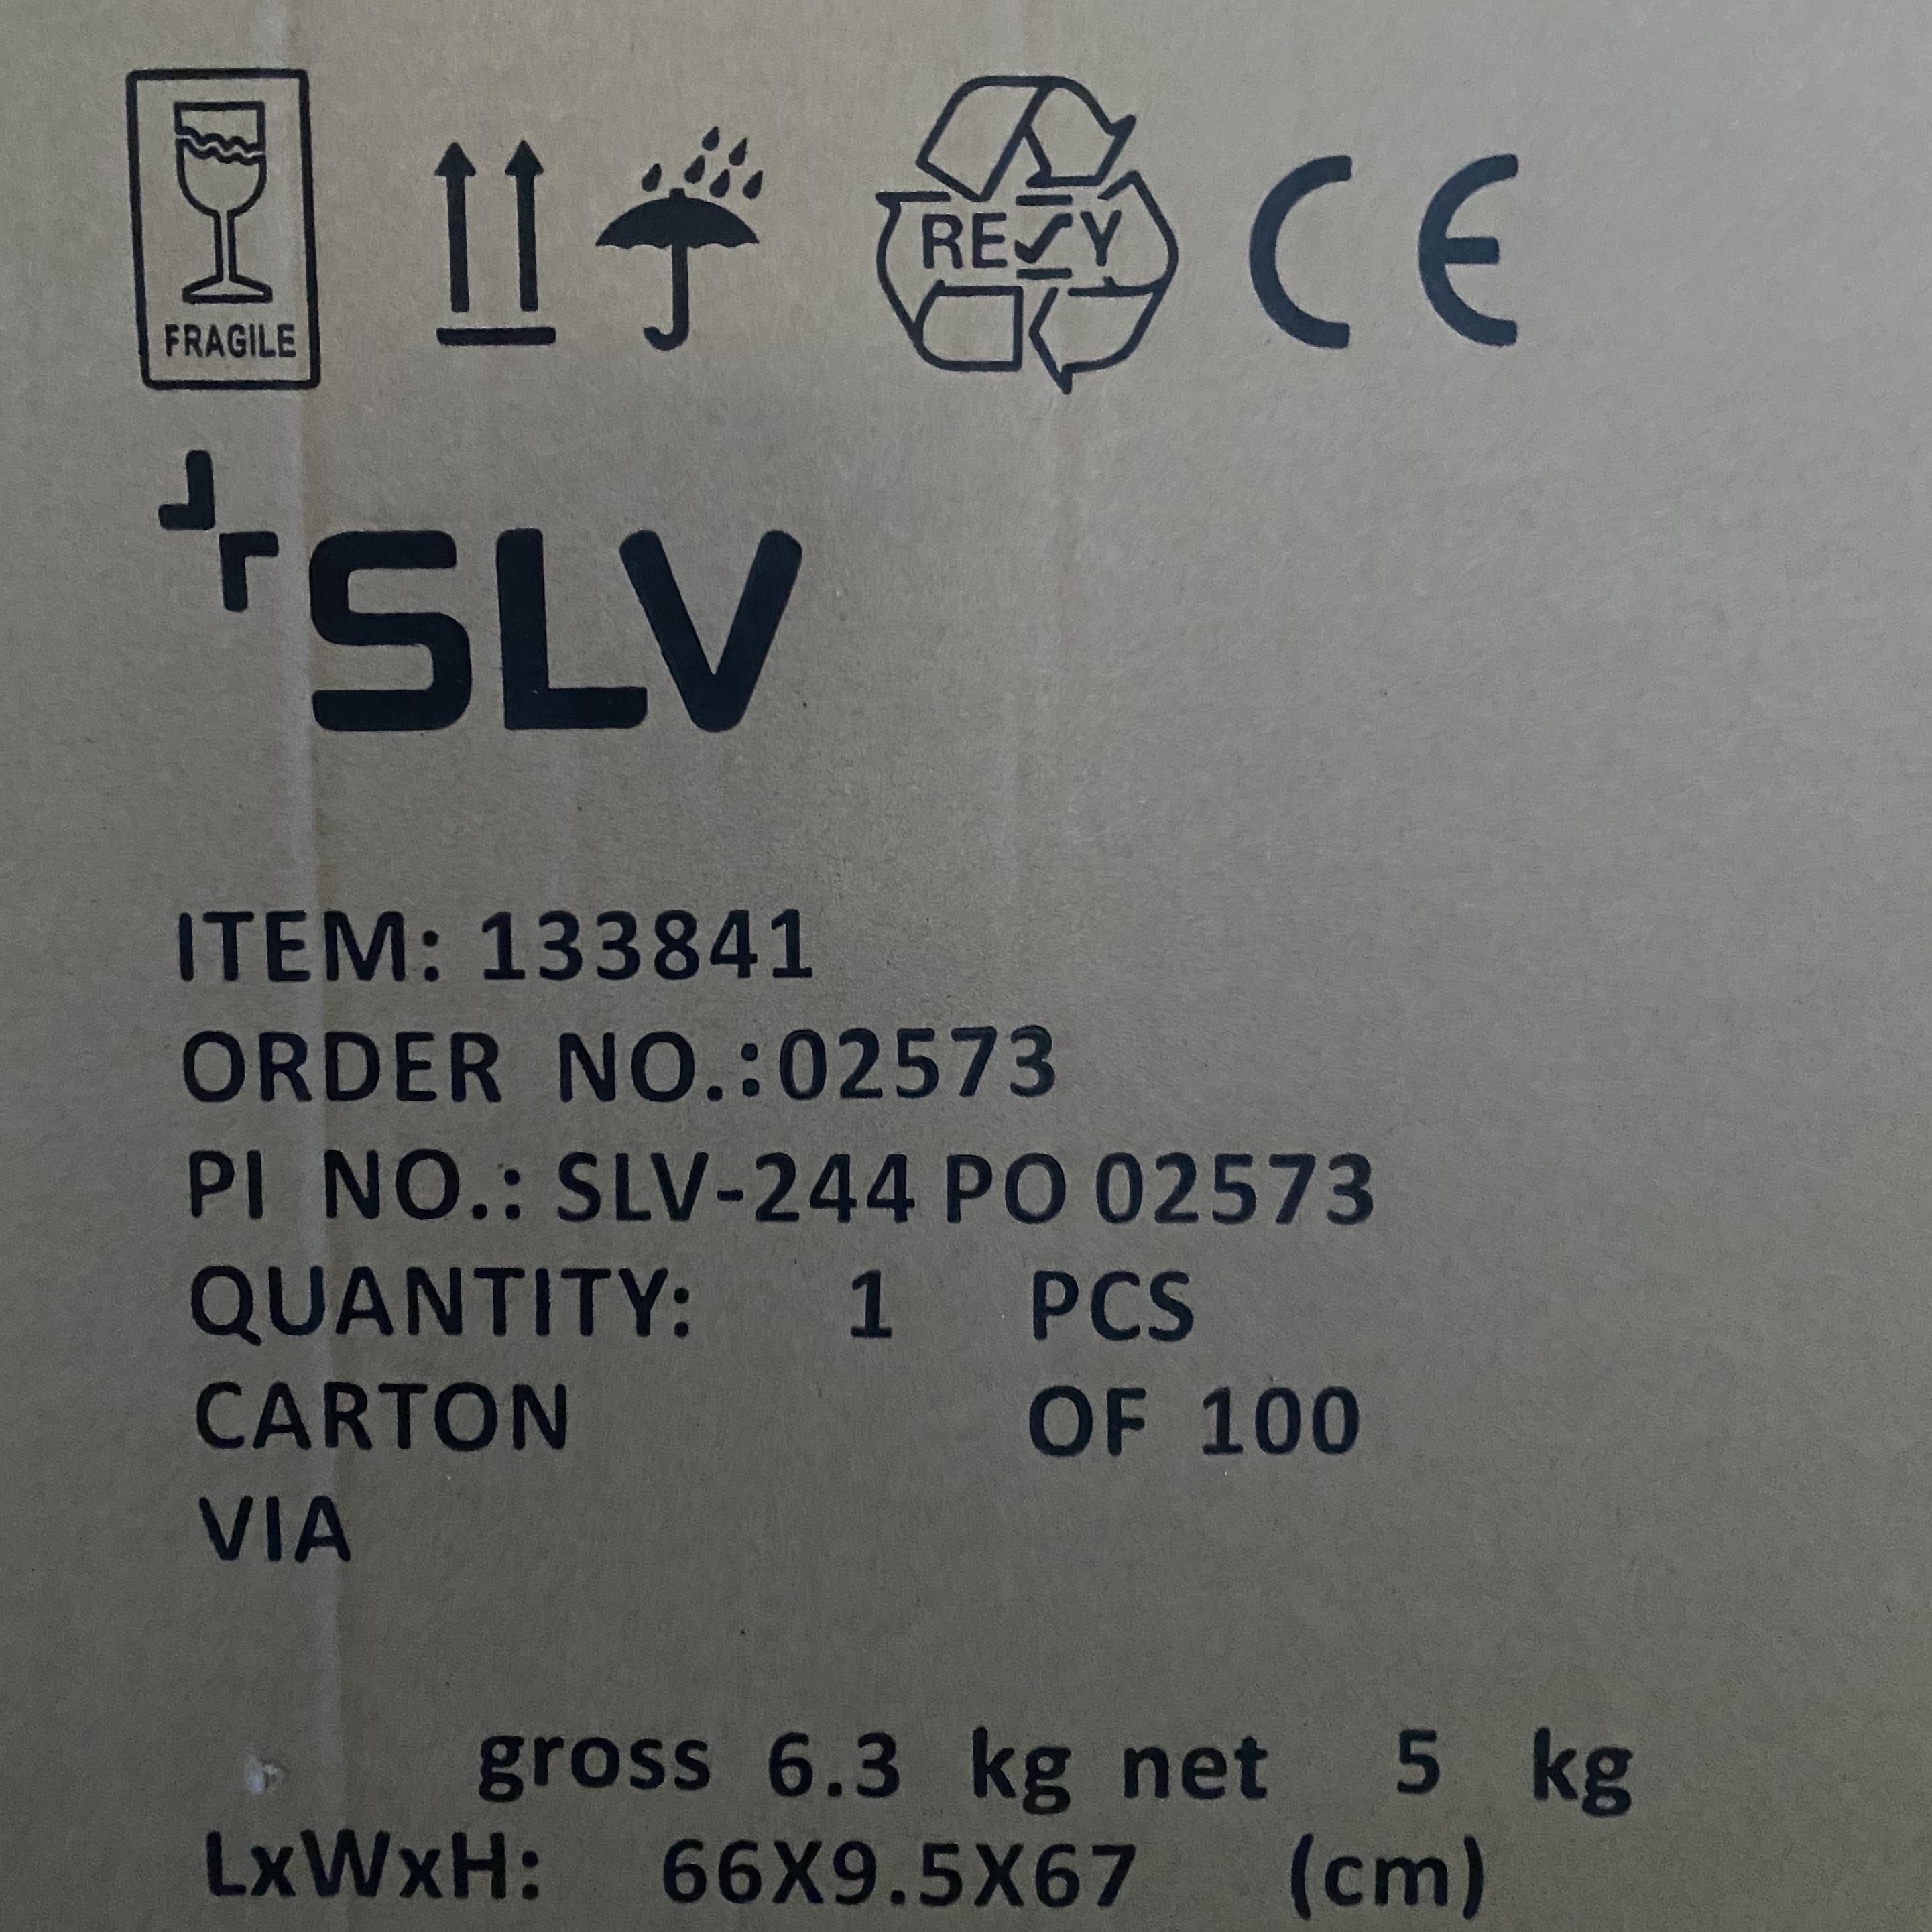 FRAGILE
RESY
CE
SLV
ITEM: 133841
ORDER NO.:02573
PI NO.: SLV-244 PO 02573
QUANTITY: 1 PCS
CARTON OF 100
VIA
gross 6.3 kg net 5 kg
LxWxH: 66X9.5X67 (cm)